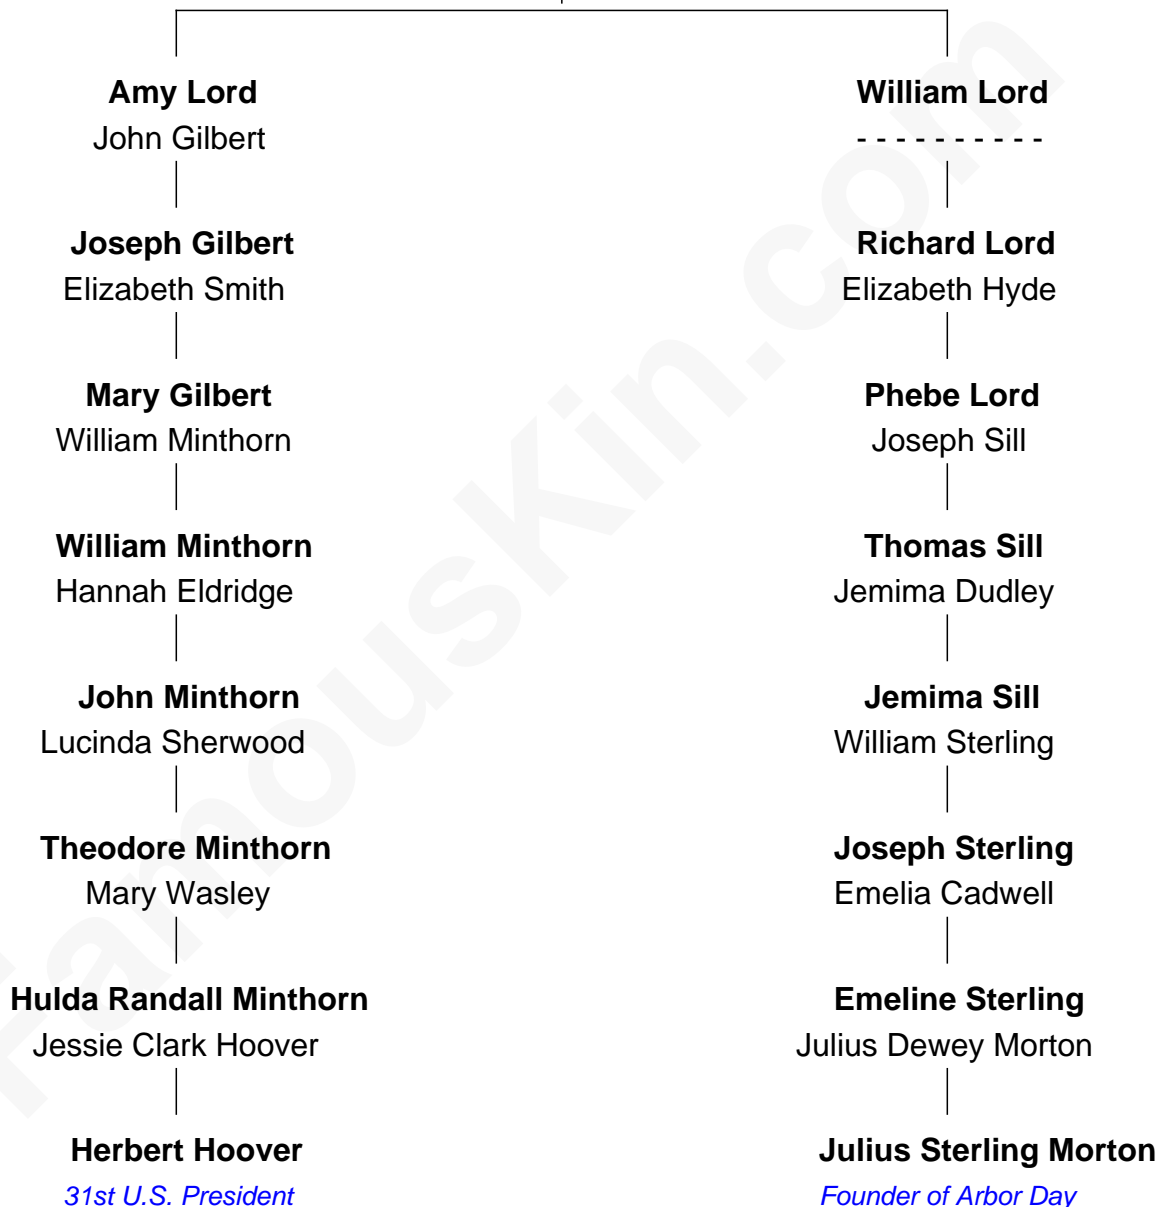 Amy Lord
John Gilbert
William Lord
- - - - - - - - - -
Joseph Gilbert
Elizabeth Smith
Richard Lord
Elizabeth Hyde
Mary Gilbert
William Minthorn
Phebe Lord
Joseph Sill
William Minthorn
Hannah Eldridge
Thomas Sill
Jemima Dudley
John Minthorn
Lucinda Sherwood
Jemima Sill
William Sterling
Theodore Minthorn
Mary Wasley
Joseph Sterling
Emelia Cadwell
Hulda Randall Minthorn
Jessie Clark Hoover
Emeline Sterling
Julius Dewey Morton
Herbert Hoover
31st U.S. President
Julius Sterling Morton
Founder of Arbor Day
FamousKin.com